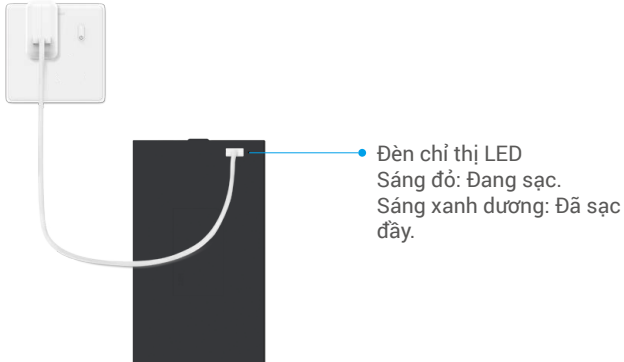 Đèn chỉ thị LED
Sáng đỏ: Đang sạc.
Sáng xanh dương: Đã sạc
đầy.